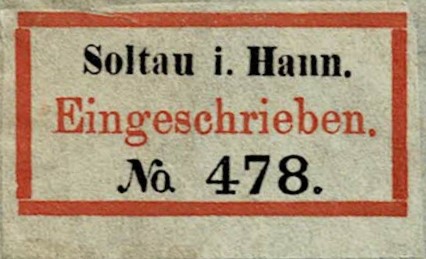 Soltau i. Hann.
Eingeschrieben.
No. 478.